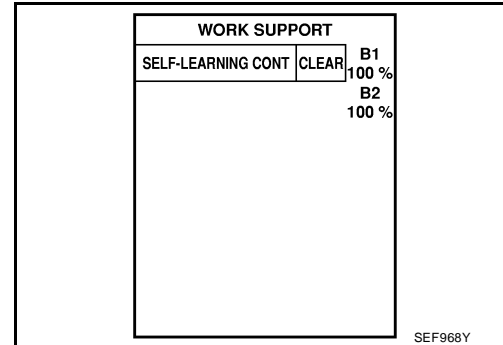 WORK SUPPORT
SELF-LEARNING CONT CLEAR B1
100 %
B2
100 %
SEF968Y